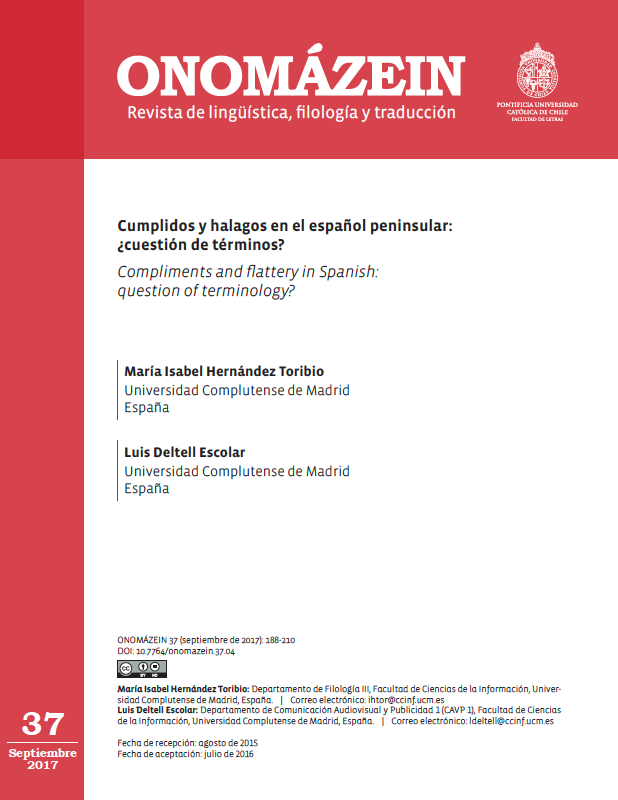 ONOMÁZEIN
Revista de lingüística, filología y traducción
PONTIFICIA UNIVERSIDAD
CATÓLICA DE CHILE
FACULTAD DE LETRAS
Cumplidos y halagos en el español peninsular:
¿cuestión de términos?
Compliments and flattery in Spanish:
question of terminology?
María Isabel Hernández Toribio
Universidad Complutense de Madrid
España
Luis Deltell Escolar
Universidad Complutense de Madrid
España
ONOMÁZEIN 37 (septiembre de 2017): 188-210
DOI: 10.7764/onomazein.37.04
CC
BY ND
María Isabel Hernández Toribio: Departamento de Filología III, Facultad de Ciencias de la Información, Univer-
sidad Complutense de Madrid, España. | Correo electrónico: ihtor@ccinf.ucm.es
Luis Deltell Escolar: Departamento de Comunicación Audiovisual y Publicidad 1 (CAVP 1), Facultad de Ciencias
de la Información, Universidad Complutense de Madrid, España. | Correo electrónico: ldeltell@ccinf.ucm.es
Fecha de recepción: agosto de 2015
Fecha de aceptación: julio de 2016
37
Septiembre
2017